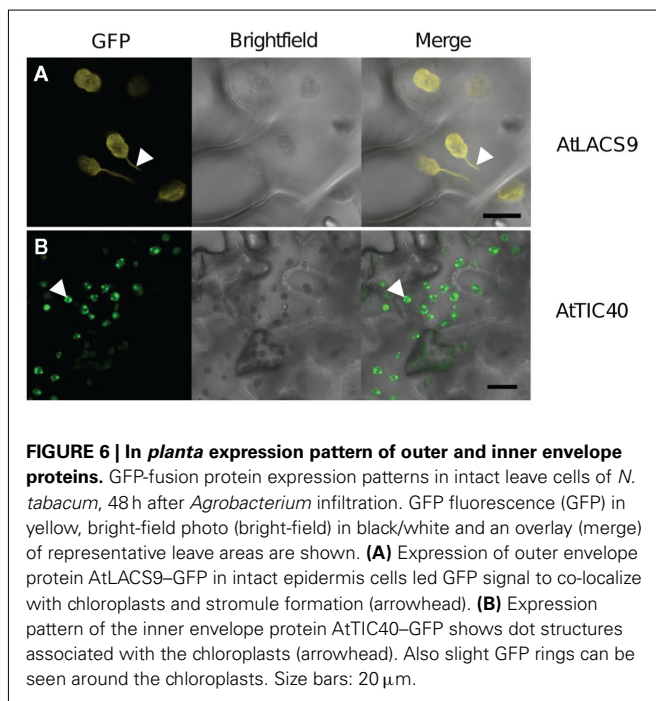 GFP Brightfield Merge
A
AtLACS9
B
AtTIC40
FIGURE 6 | In planta expression pattern of outer and inner envelope
proteins. GFP-fusion protein expression patterns in intact leave cells of N.
tabacum, 48 h after Agrobacterium infiltration. GFP fluorescence (GFP) in
yellow, bright-field photo (bright-field) in black/white and an overlay (merge)
of representative leave areas are shown. (A) Expression of outer envelope
protein AtLACS9–GFP in intact epidermis cells led GFP signal to co-localize
with chloroplasts and stromule formation (arrowhead). (B) Expression
pattern of the inner envelope protein AtTIC40–GFP shows dot structures
associated with the chloroplasts (arrowhead). Also slight GFP rings can be
seen around the chloroplasts. Size bars: 20 μm.